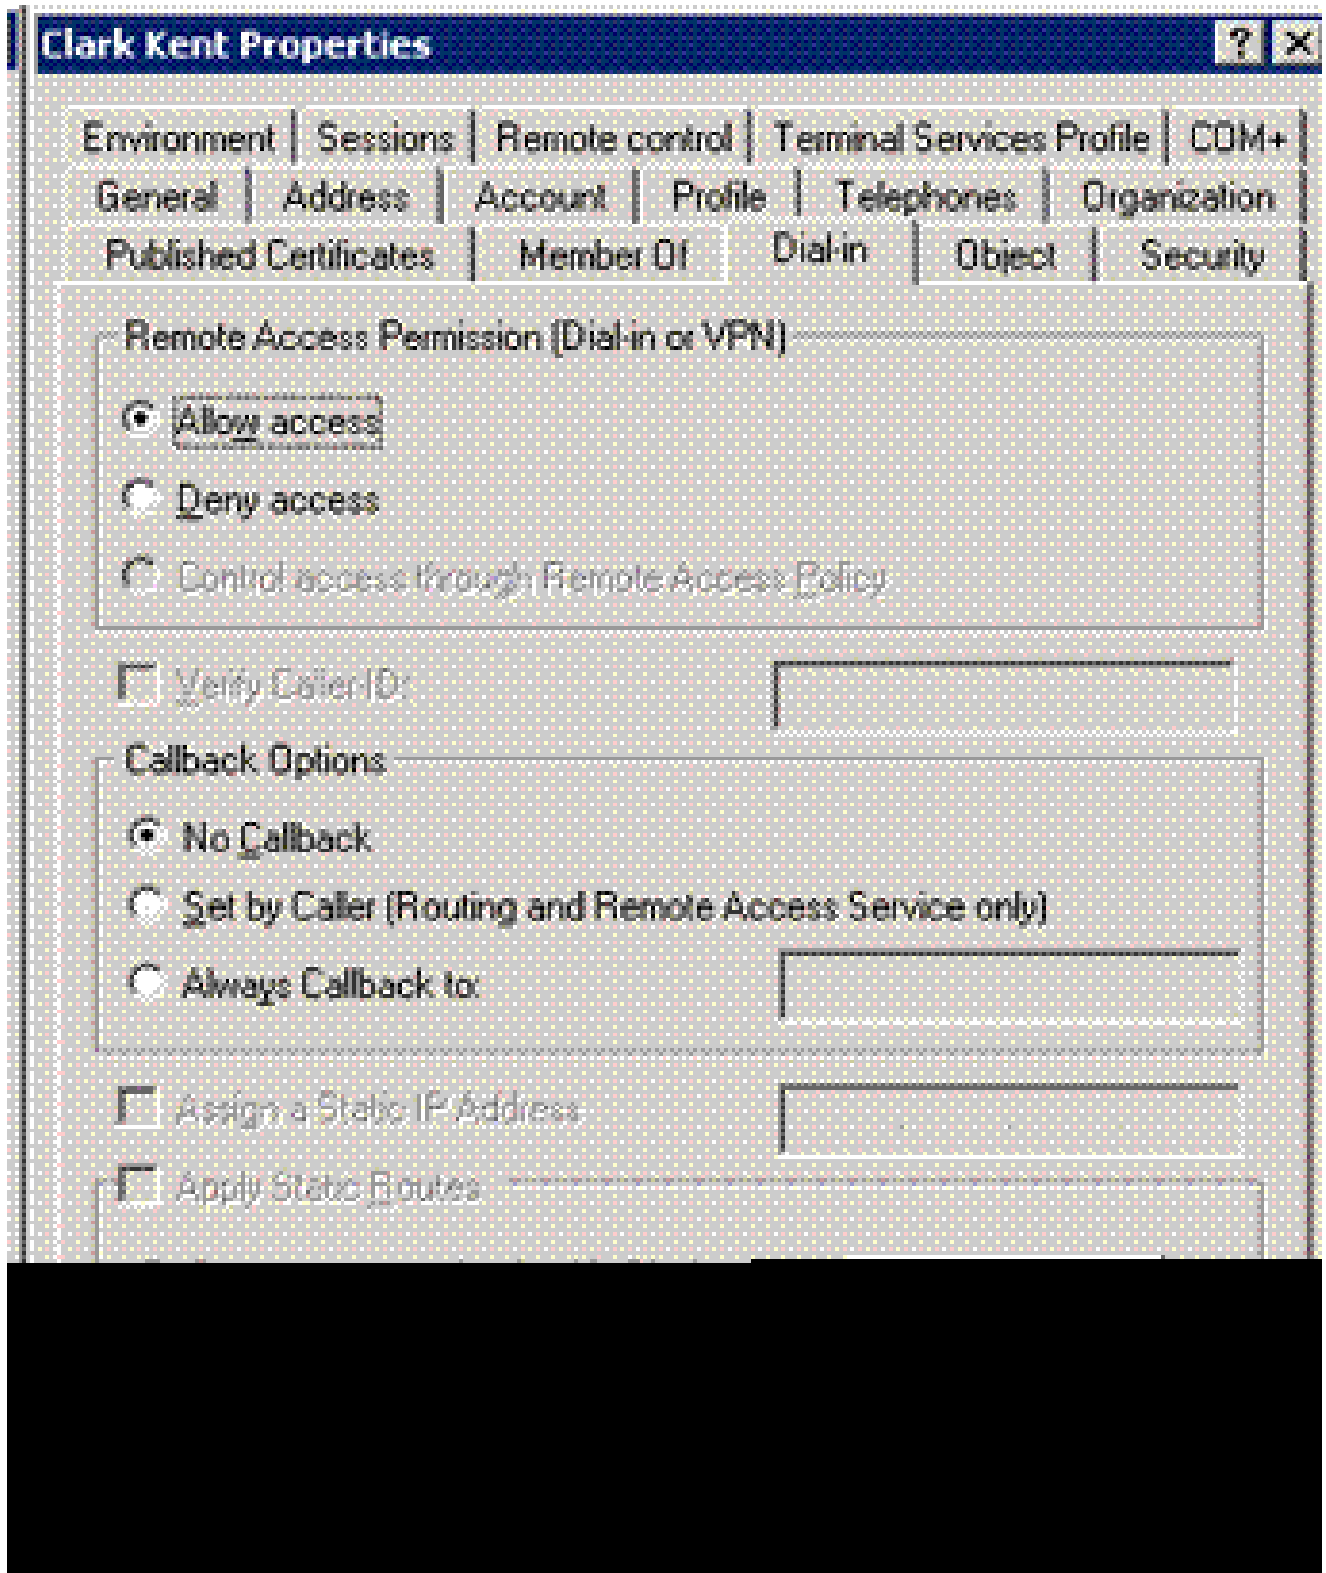 Clark Kent Properties
Environment Sessions Remote control Terminal Services Profile COM+
General Address Account Profile Telephones Organization
Published Certificates Member Of Dial-in Object Security
Remote Access Permission (Dial-in or VPN)
Allow access
Deny access
Control access through Remote Access Policy
Verify Caller-ID:
Callback Options
No Callback
Set by Caller (Routing and Remote Access Service only)
Always Callback to:
Assign a Static IP Address
Apply Static Routes